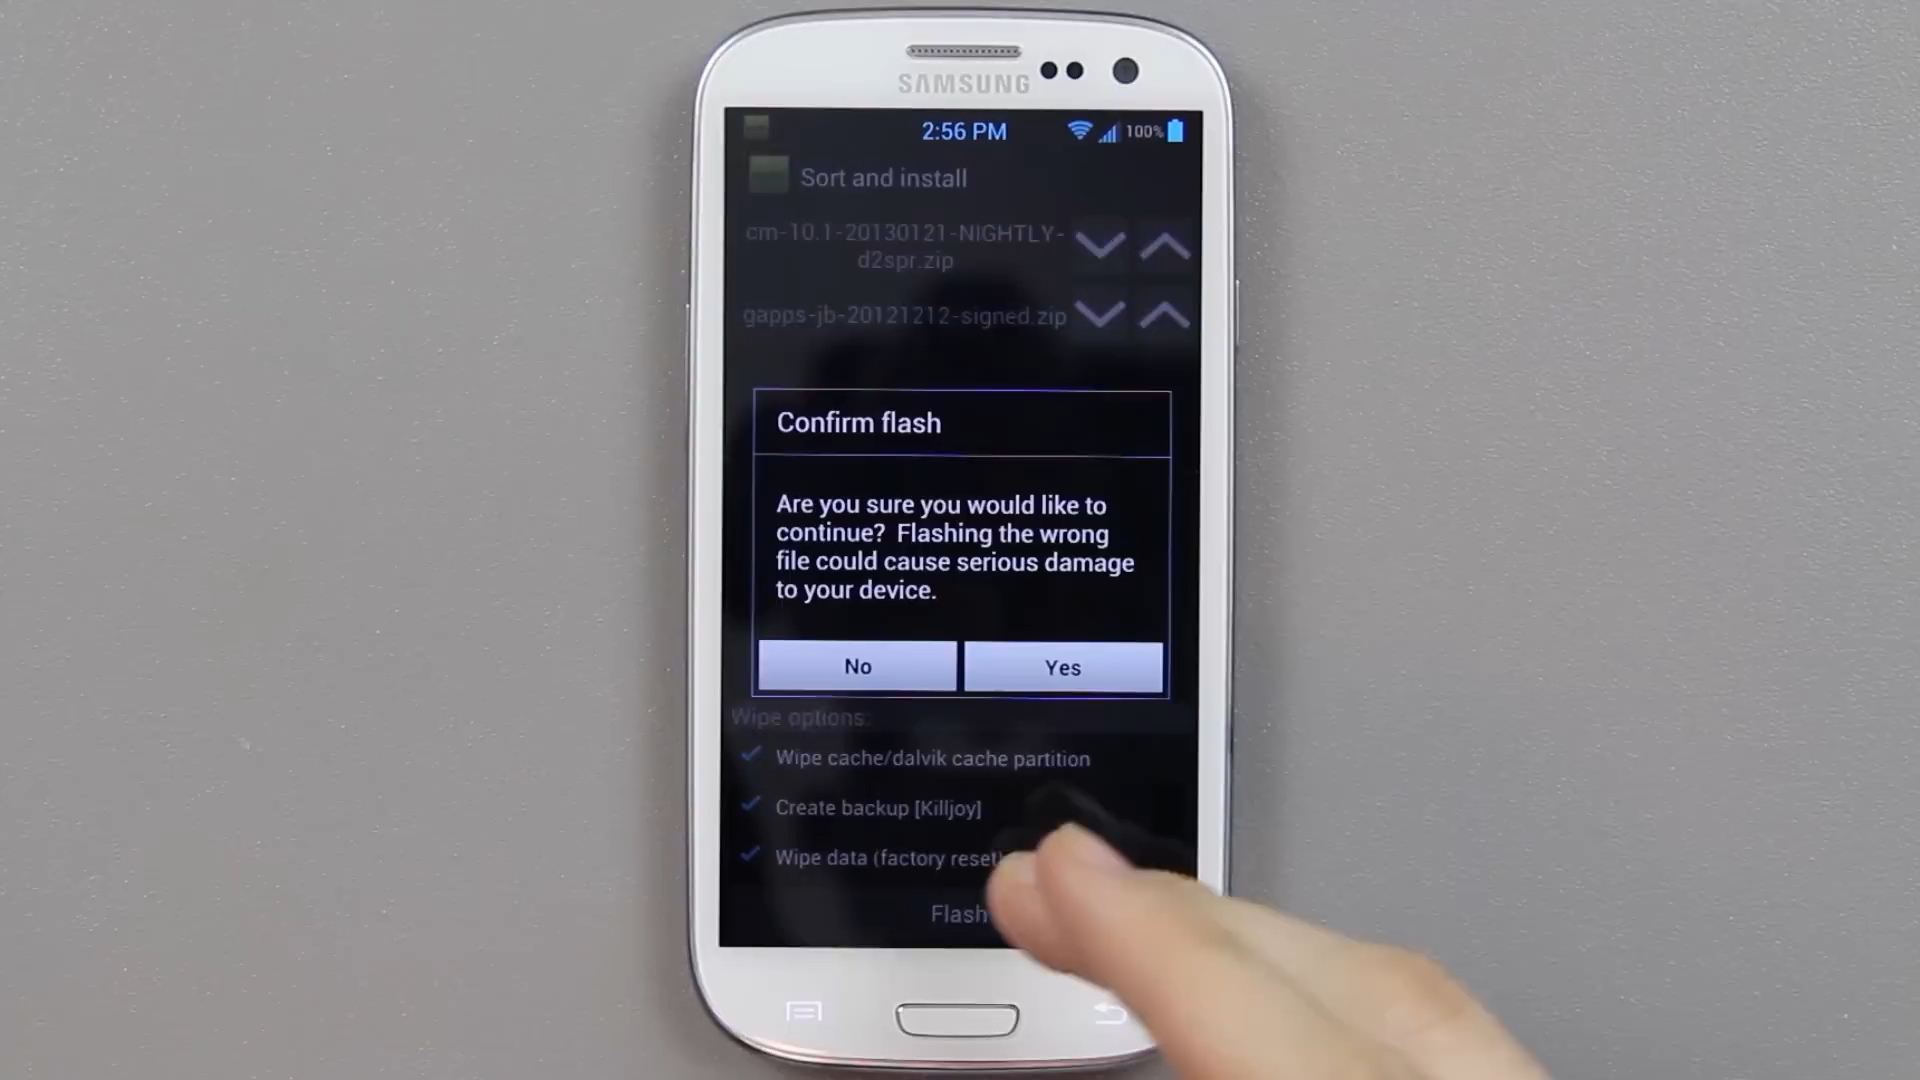 SAMSUNG
2:56 PM
100%
Sort and install
cm-10.1-20130121-NIGHTLY-
d2spr.zip
gapps-jb-20121212-signed.zip
Confirm flash
Are you sure you would like to
continue?  Flashing the wrong
file could cause serious damage
to your device.
No
Yes
Wipe options:
Wipe cache/dalvik cache partition
Create backup [Killjoy]
Wipe data (factory reset)
Flash